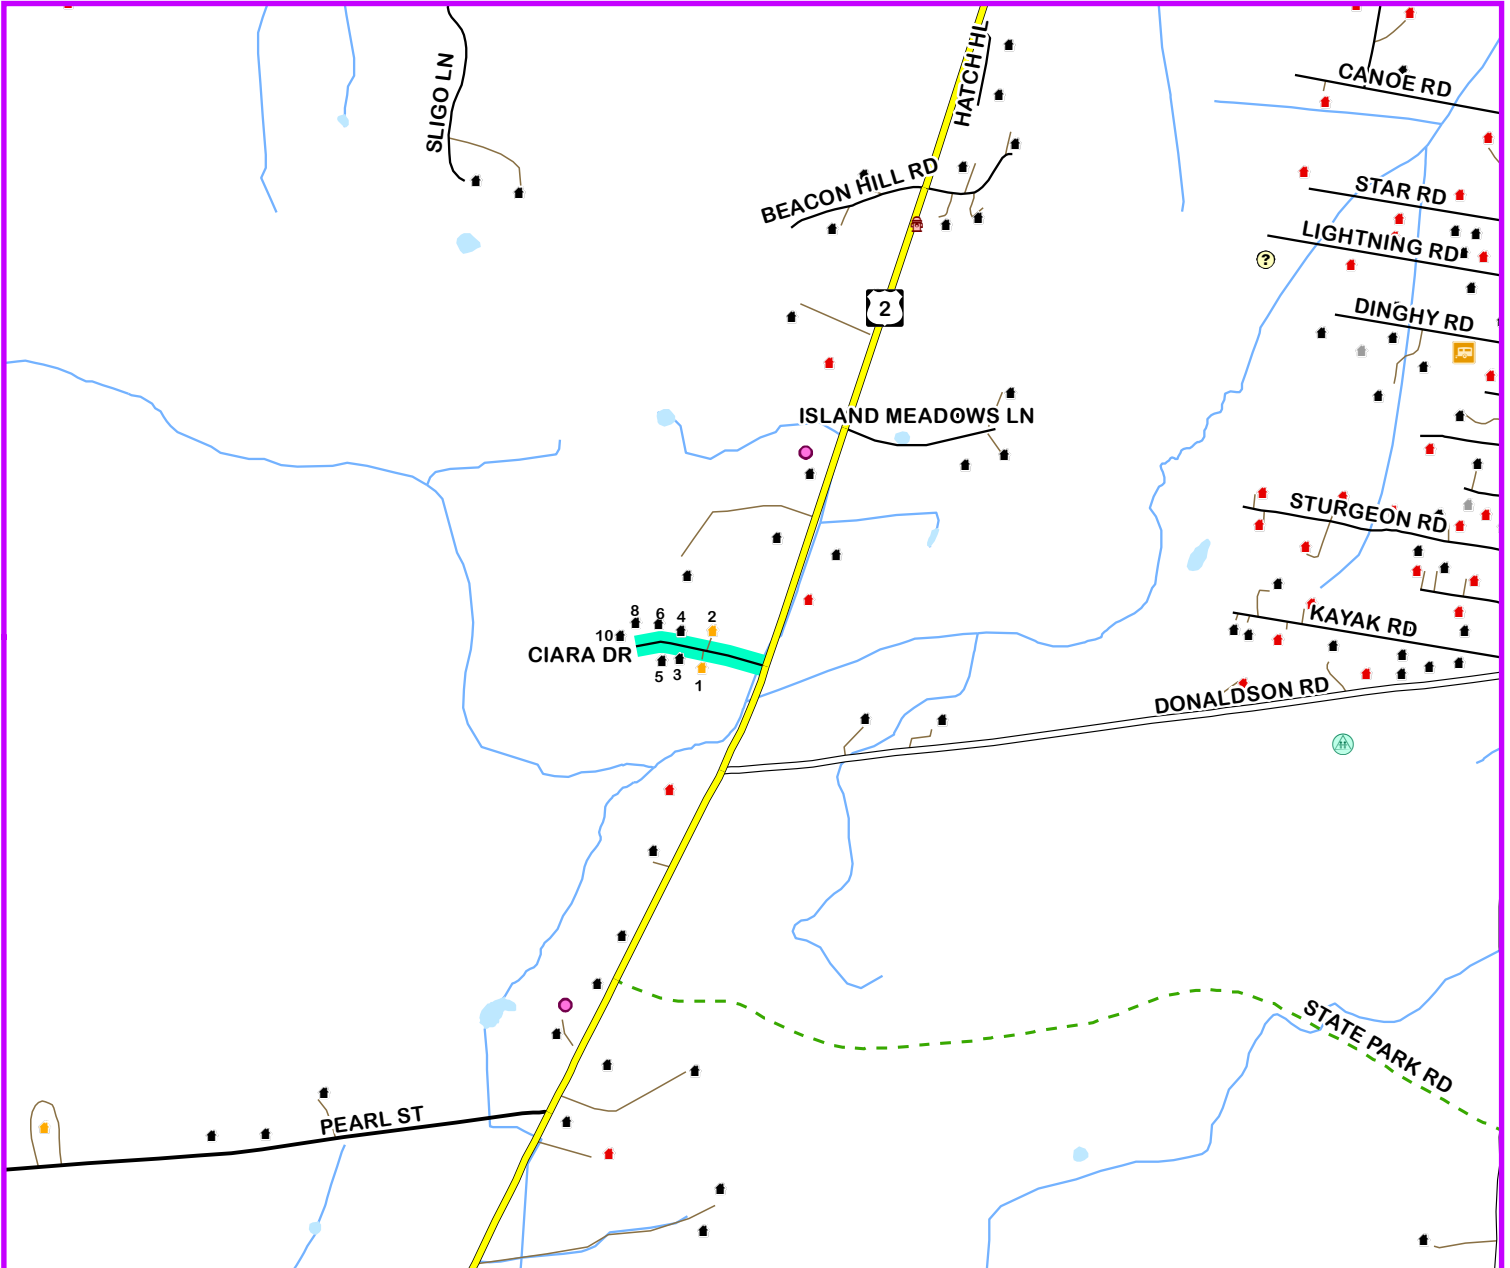 SLIGO LN
HATCH HL
CANOE RD
BEACON HILL RD
STAR RD
LIGHTNING RD
?
2
DINGHY RD
ISLAND MEADOWS LN
STURGEON RD
8
6
4
2
10
CIARA DR
5
3
1
KAYAK RD
DONALDSON RD
STATE PARK RD
PEARL ST